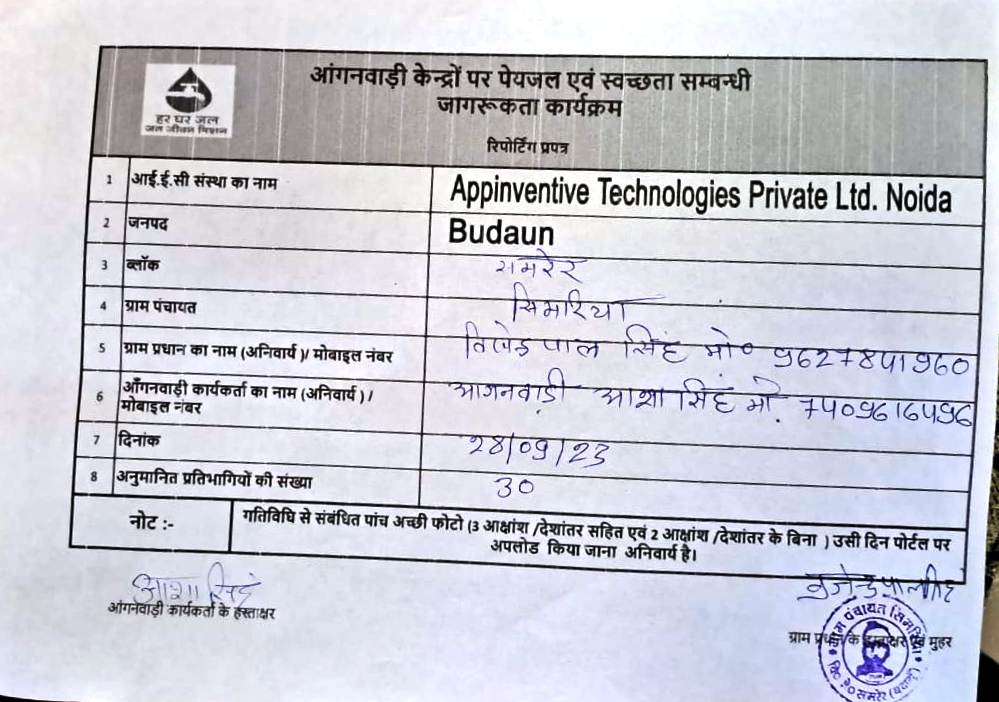 हर घर जल
जल जीवन मिशन
आंगनवाड़ी केन्द्रों पर पेयजल एवं स्वच्छता सम्बन्धी
जागरूकता कार्यक्रम
रिपोर्टिंग प्रपत्र
1 आई.ई.सी संस्था का नाम Appinventive Technologies Private Ltd. Noida
2 जनपद Budaun
3 ब्लॉक समरेर
4 ग्राम पंचायत सिमरिया
5 ग्राम प्रधान का नाम (अनिवार्य)/ मोबाइल नंबर पाल सिंह मो०
6 आँगनवाड़ी कार्यकर्ता का नाम (अनिवार्य ) / आगनवाड़ी आशा सिंह मो.
मोबाइल नंबर
7 दिनांक 28/09/23
8 अनुमानित प्रतिभागियों की संख्या 30
नोट :- गतिविधि से संबंधित पांच अच्छी फोटो (3 आक्षांश /देशांतर सहित एवं 2 आक्षांश /देशांतर के बिना ) उसी दिन पोर्टल पर
अपलोड किया जाना अनिवार्य है।
आशा सिंह
आंगनवाड़ी कार्यकर्ता के हस्ताक्षर
ग्राम प्रधान के हस्ताक्षर एवं मुहर
ग्राम पंचायत सिमरिया
समरेर (बदायूं)